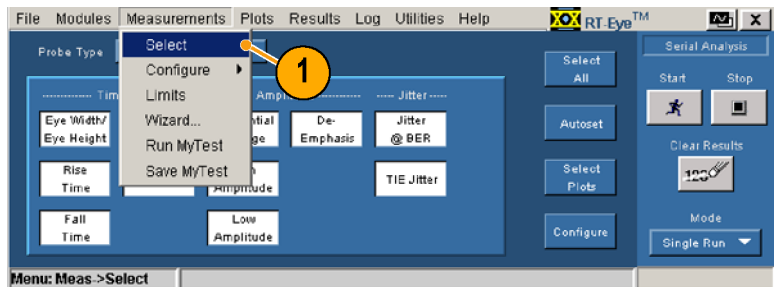 File Modules Measurements Plots Results Log Utilities Help RT-Eye™ X
Probe Type
Select
Configure
Limits
Wizard...
Run MyTest
Save MyTest
1
Jitter
Eye Width/
Eye Height
De-
Emphasis
Jitter
@ BER
Rise
Time
Amplitude
TIE Jitter
Fall
Time
Low
Amplitude
Select
All
Autoset
Select
Plots
Configure
Serial Analysis
Start Stop
Clear Results
Mode
Single Run
Menu: Meas->Select